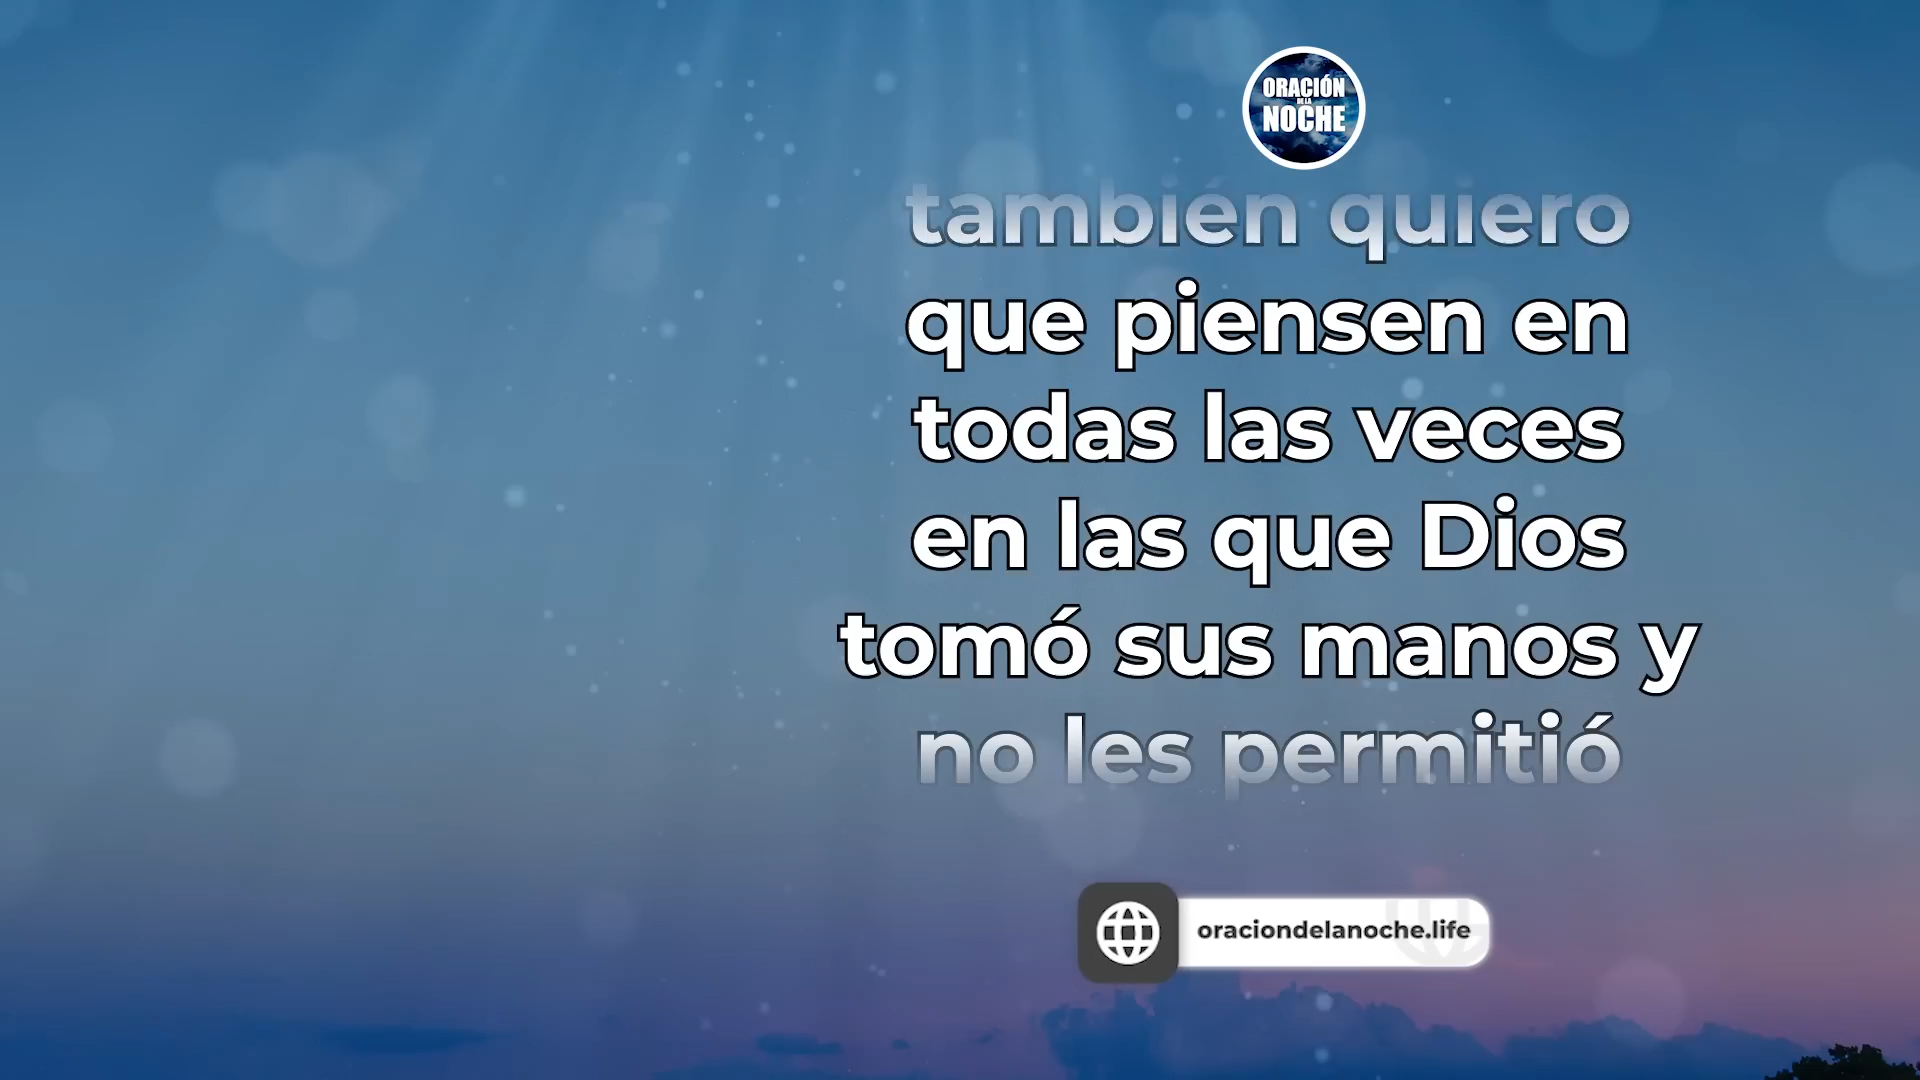 ORACIÓN
DE LA
NOCHE
también quiero
que piensen en
todas las veces
en las que Dios
tomó sus manos y
no les permitió
oraciondelanoche.life